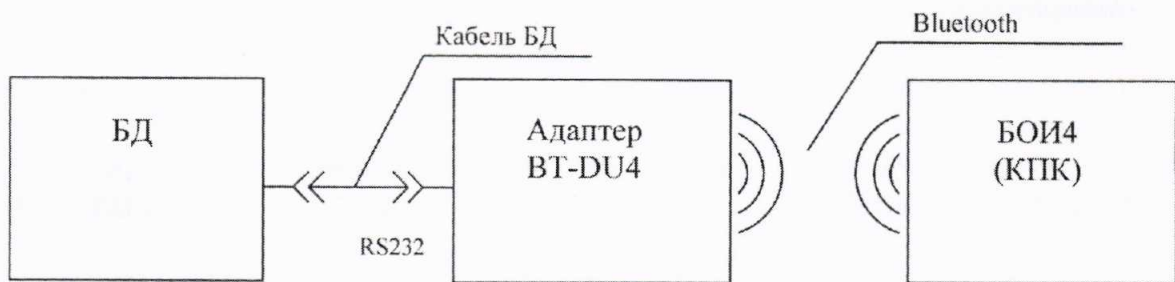 Кабель БД
Bluetooth
БД
Адаптер
BT-DU4
БОИ4
(КПК)
RS232